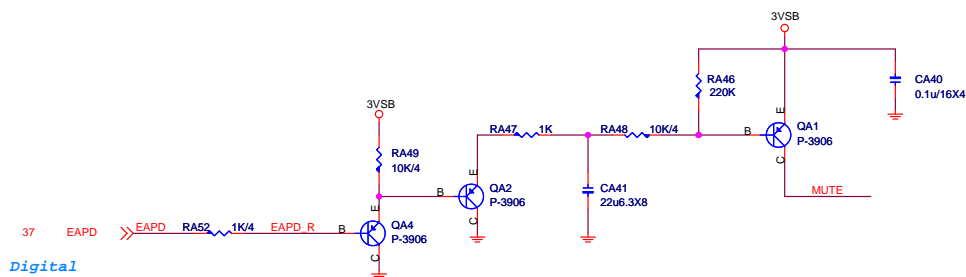 3VSB
RA46
220K
CA40
0.1u/16X4
3VSB
RA47
1K
RA48
10K/4
E
QA1
B
P-3906
C
RA49
10K/4
E
QA2
B
P-3906
C
CA41
22u6.3X8
MUTE
E
QA4
37
EAPD
EAPD
RA52
1K/4
EAPD_R
B
P-3906
C
Digital